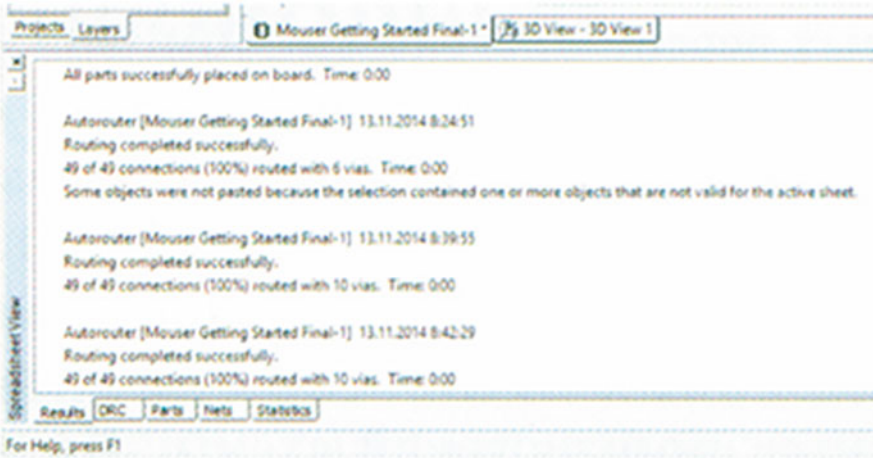 Projects Layers
Mouser Getting Started Final-1 * 3D View - 3D View 1
All parts successfully placed on board. Time: 0:00
Autorouter [Mouser Getting Started Final-1] 13.11.2014 8:24:51
Routing completed successfully.
49 of 49 connections (100%) routed with 6 vias. Time: 0:00
Some objects were not pasted because the selection contained one or more objects that are not valid for the active sheet.
Autorouter [Mouser Getting Started Final-1] 13.11.2014 8:39:55
Routing completed successfully.
49 of 49 connections (100%) routed with 10 vias. Time: 0:00
Autorouter [Mouser Getting Started Final-1] 13.11.2014 8:42:29
Routing completed successfully.
49 of 49 connections (100%) routed with 10 vias. Time: 0:00
Spreadsheet View
Results DRC Parts Nets Statistics
For Help, press F1